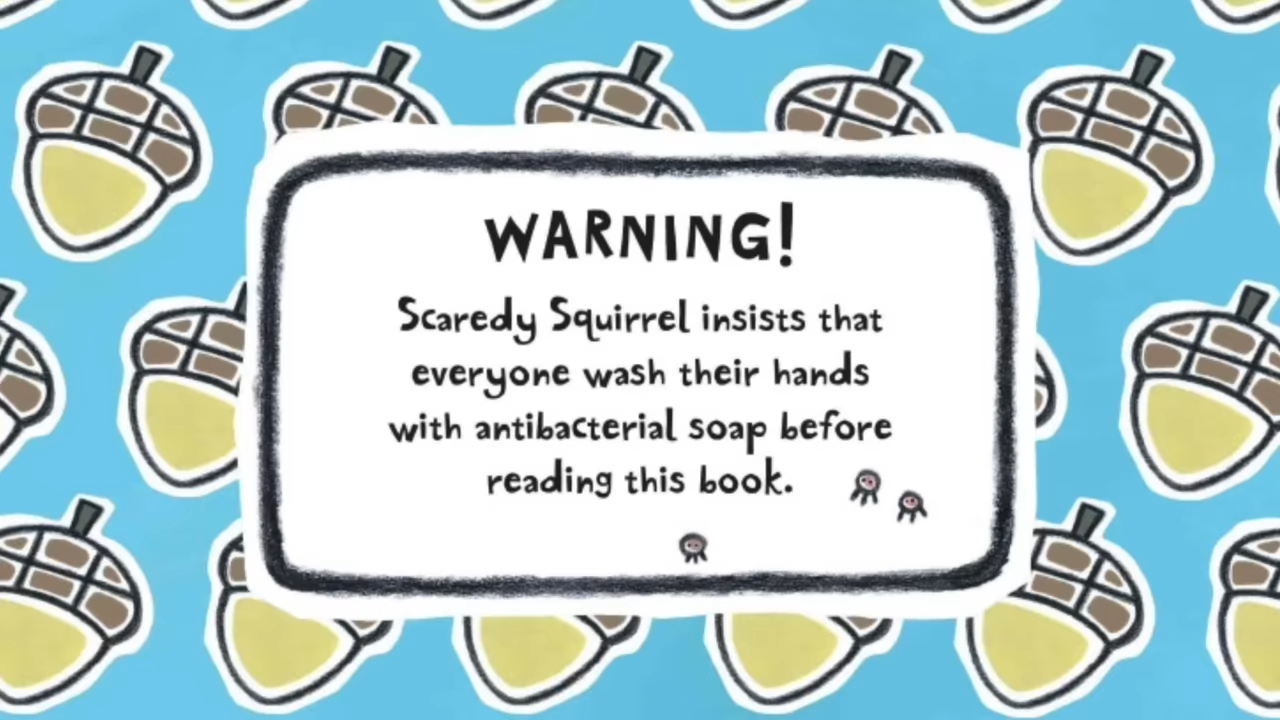 WARNING!
Scaredy Squirrel insists that
everyone wash their hands
with antibacterial soap before
reading this book.